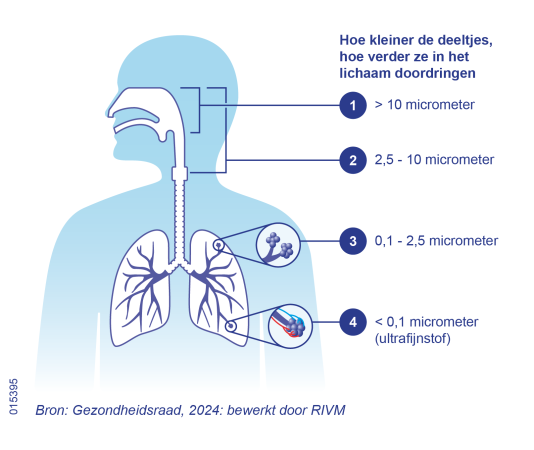 Hoe kleiner de deeltjes,
hoe verder ze in het
lichaam doordringen
1 > 10 micrometer
2 2,5 - 10 micrometer
3 0,1 - 2,5 micrometer
4 < 0,1 micrometer
(ultrafijnstof)
015395
Bron: Gezondheidsraad, 2024: bewerkt door RIVM